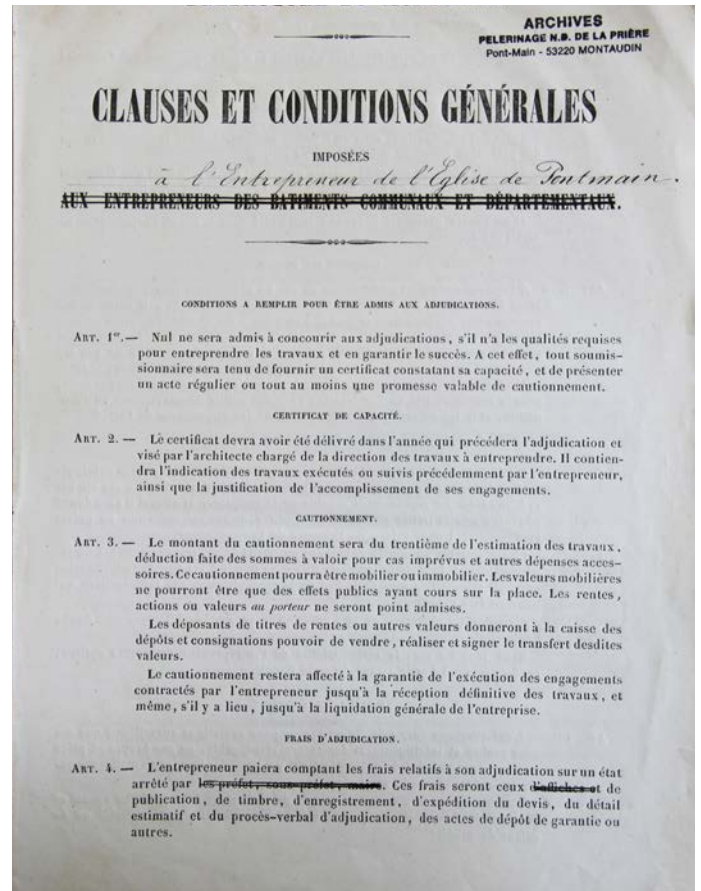 ARCHIVES
PELERINAGE N.D. DE LA PRIÈRE
Pont-Main - 53220 MONTAUDIN
CLAUSES ET CONDITIONS GÉNÉRALES
IMPOSÉES
à l'Entrepreneur de l'Eglise de Pontmain.
AUX ENTREPRENEURS DES BATIMENTS COMMUNAUX ET DÉPARTEMENTAUX.
CONDITIONS A REMPLIR POUR ÊTRE ADMIS AUX ADJUDICATIONS.
ART. 1er. — Nul ne sera admis à concourir aux adjudications, s'il n'a les qualités requises
pour entreprendre les travaux et en garantir le succès. A cet effet, tout soumis-
sionnaire sera tenu de fournir un certificat constatant sa capacité, et de présenter
un acte régulier ou tout au moins une promesse valable de cautionnement.
CERTIFICAT DE CAPACITÉ.
ART. 2. — Le certificat devra avoir été délivré dans l'année qui précédera l'adjudication et
visé par l'architecte chargé de la direction des travaux à entreprendre. Il contien-
dra l'indication des travaux exécutés ou suivis précédemment par l'entrepreneur,
ainsi que la justification de l'accomplissement de ses engagements.
CAUTIONNEMENT.
ART. 3. — Le montant du cautionnement sera du trentième de l'estimation des travaux,
déduction faite des sommes à valoir pour cas imprévus et autres dépenses acces-
soires. Ce cautionnement pourra être mobilier ou immobilier. Les valeurs mobilières
ne pourront être que des effets publics ayant cours sur la place. Les rentes,
actions ou valeurs au porteur ne seront point admises.
Les déposants de titres de rentes ou autres valeurs donneront à la caisse des
dépôts et consignations pouvoir de vendre, réaliser et signer le transfert desdites
valeurs.
Le cautionnement restera affecté à la garantie de l'exécution des engagements
contractés par l'entrepreneur jusqu'à la réception définitive des travaux, et
même, s'il y a lieu, jusqu'à la liquidation générale de l'entreprise.
FRAIS D'ADJUDICATION.
ART. 4. — L'entrepreneur paiera comptant les frais relatifs à son adjudication sur un état
arrêté par les préfet, sous-préfet, maire. Ces frais seront ceux d'affiches et de
publication, de timbre, d'enregistrement, d'expédition du devis, du détail
estimatif et du procès-verbal d'adjudication, des actes de dépôt de garantie ou
autres.